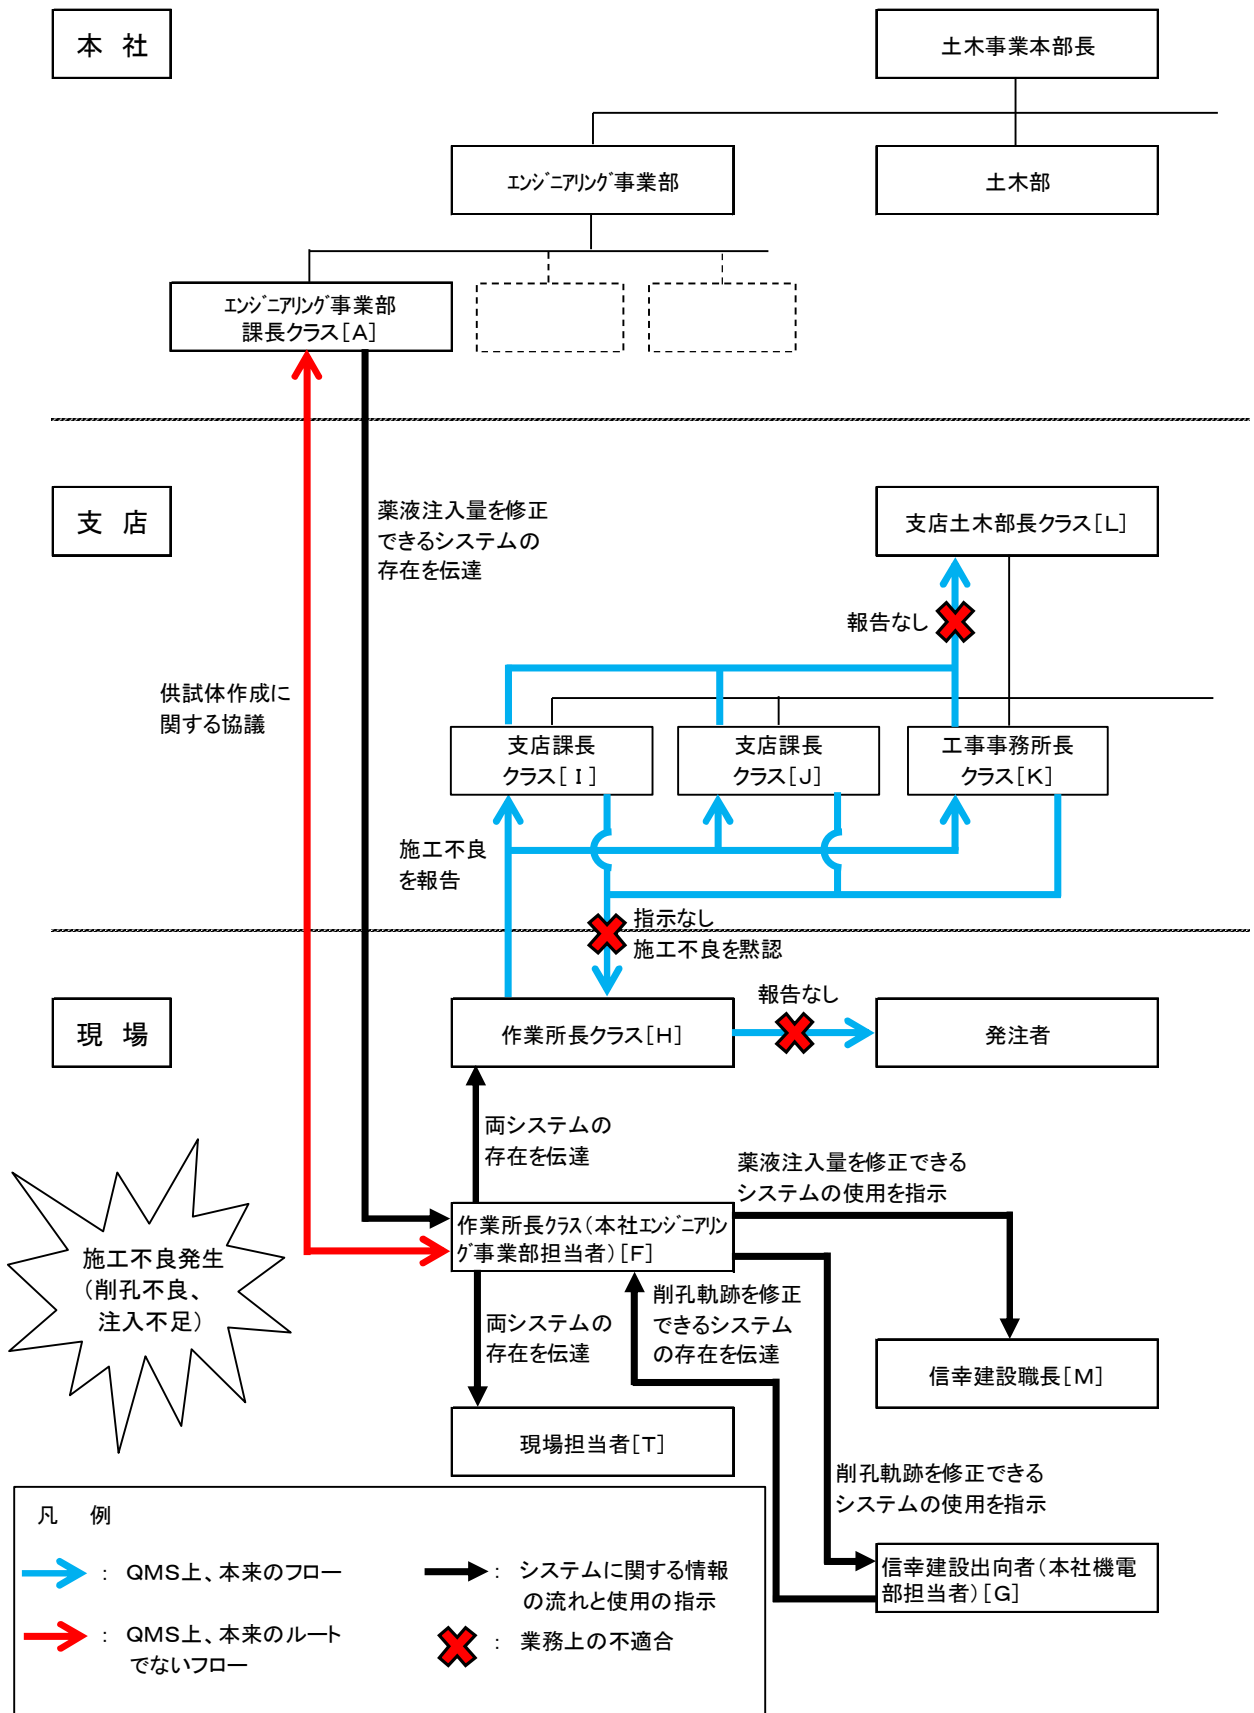 本 社
土木事業本部長
エンジニアリング事業部
土木部
エンジニアリング事業部
課長クラス[A]
支 店
薬液注入量を修正
できるシステムの
存在を伝達
支店土木部長クラス[L]
報告なし
供試体作成に
関する協議
支店課長
クラス[I]
支店課長
クラス[J]
工事事務所長
クラス[K]
施工不良
を報告
指示なし
施工不良を黙認
現 場
作業所長クラス[H]
報告なし
発注者
両システムの
存在を伝達
薬液注入量を修正できる
システムの使用を指示
作業所長クラス(本社エンジニアリン
グ事業部担当者)[F]
施工不良発生
(削孔不良、
注入不足)
両システムの
存在を伝達
削孔軌跡を修正
できるシステム
の存在を伝達
信幸建設職長[M]
現場担当者[T]
削孔軌跡を修正できる
システムの使用を指示
信幸建設出向者(本社機電
部担当者)[G]
凡 例
: QMS上、本来のフロー
: QMS上、本来のルート
でないフロー
: システムに関する情報
の流れと使用の指示
: 業務上の不適合